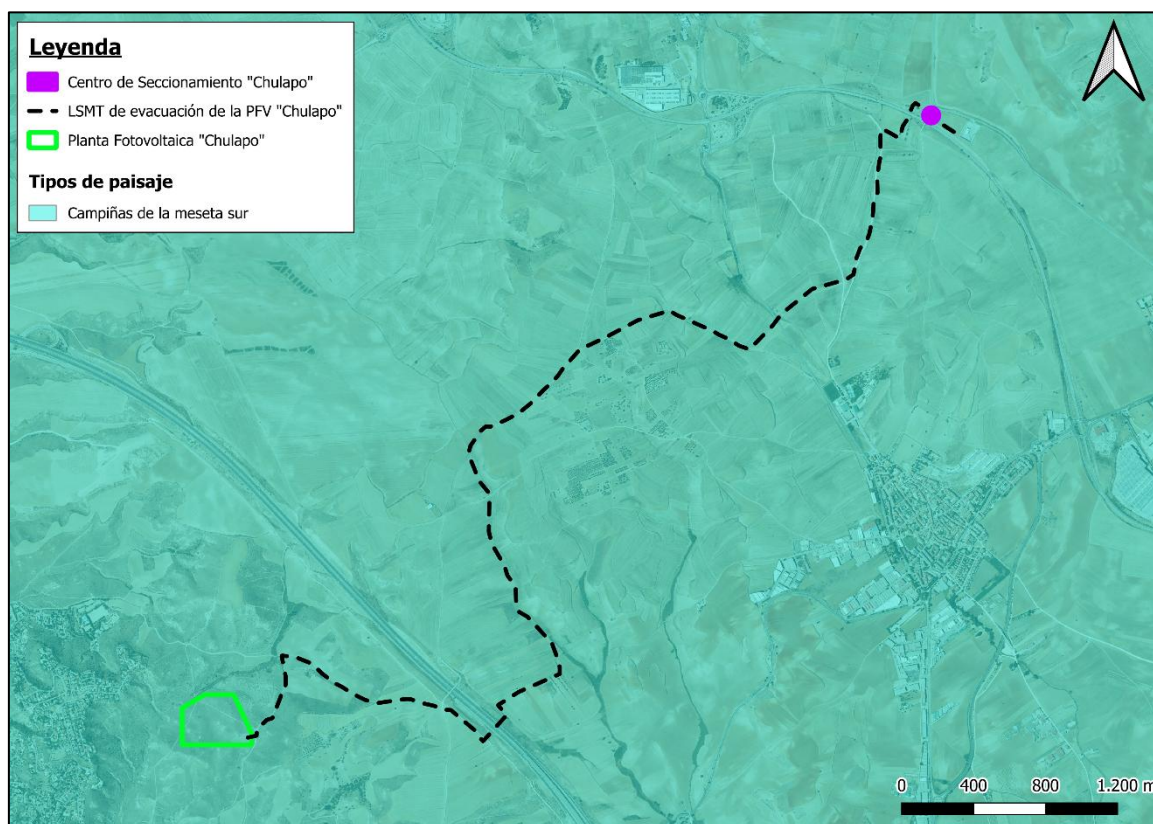 Leyenda
Centro de Seccionamiento "Chulapo"
LSMT de evacuación de la PFV "Chulapo"
Planta Fotovoltaica "Chulapo"
Tipos de paisaje
Campiñas de la meseta sur
0 400 800 1.200 m